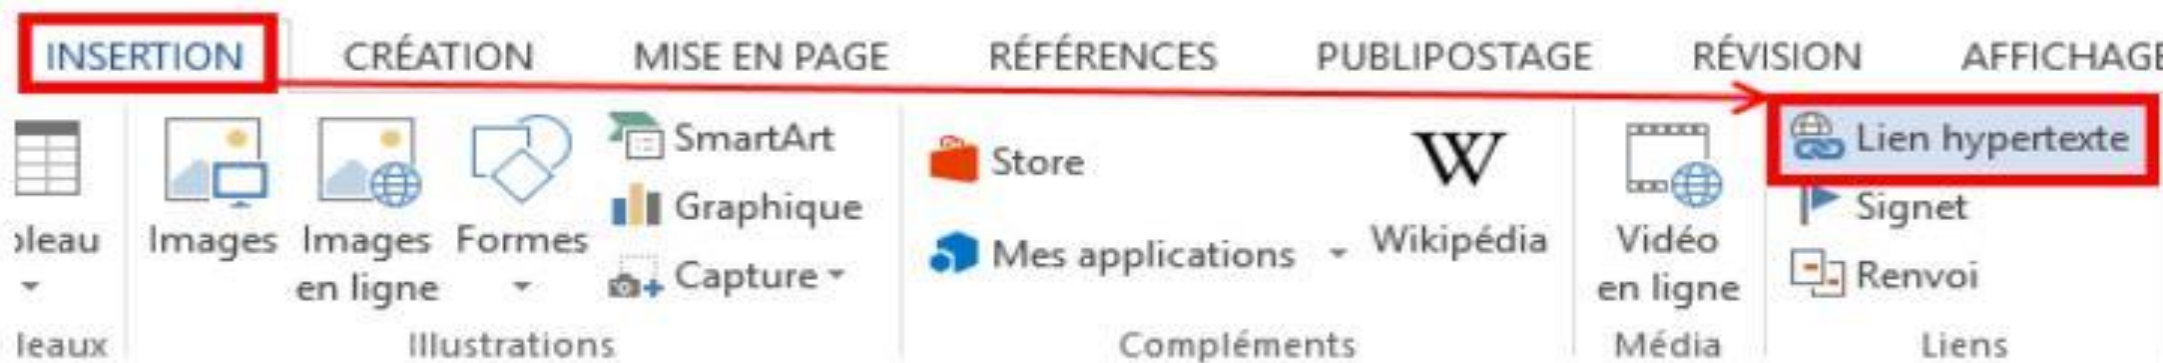 INSERTION CRÉATION MISE EN PAGE RÉFÉRENCES PUBLIPOSTAGE RÉVISION AFFICHAGE
SmartArt
Graphique
Capture
Images
Images
en ligne
Formes
Illustrations
Store
Mes applications
Wikipédia
Compléments
Vidéo
en ligne
Média
Lien hypertexte
Signet
Renvoi
Liens